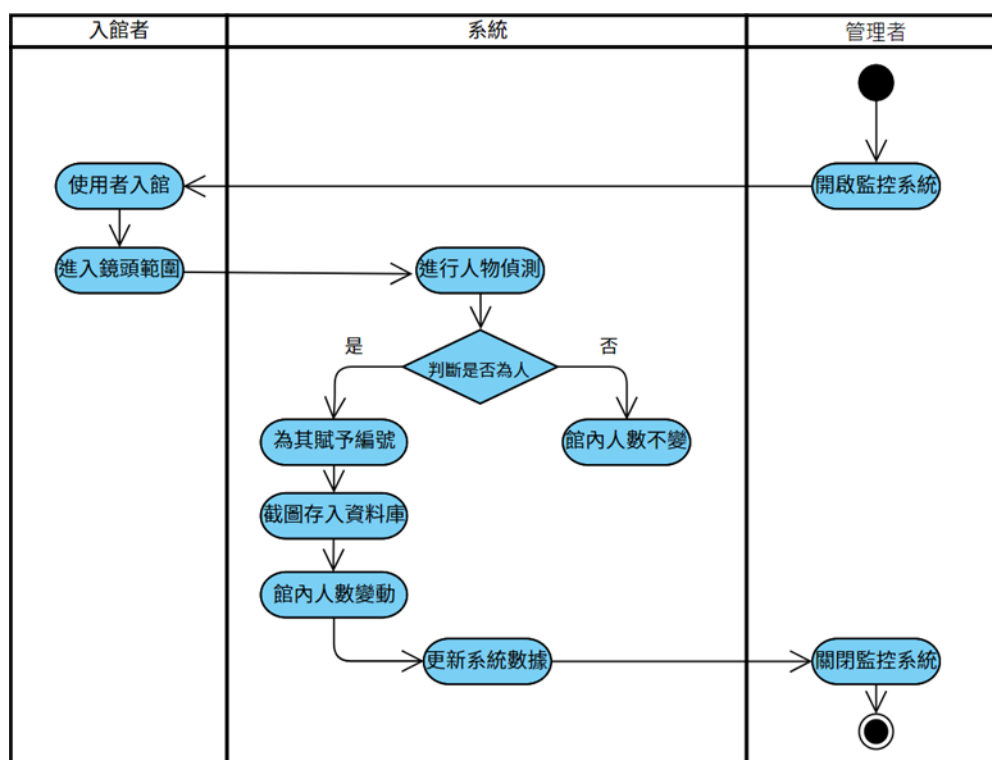 入館者
系統
管理者
開啟監控系統
使用者入館
進入鏡頭範圍
進行人物偵測
判斷是否為人
是
否
為其賦予編號
館內人數不變
截圖存入資料庫
館內人數變動
更新系統數據
關閉監控系統